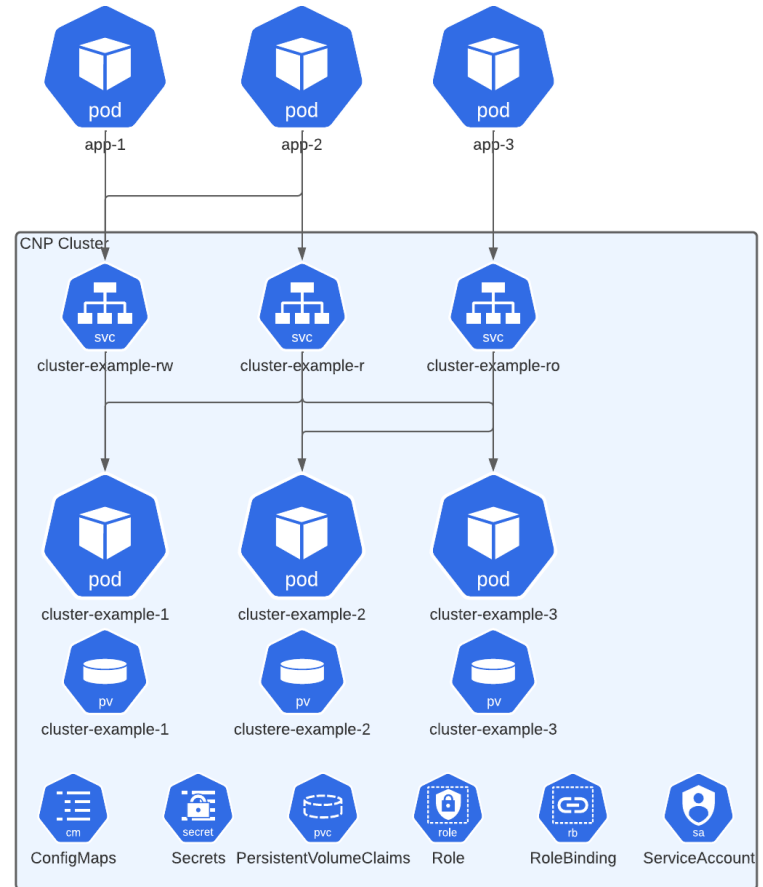 pod pod pod
app-1 app-2 app-3
CNP Cluster
svc svc svc
cluster-example-rw cluster-example-r cluster-example-ro
pod pod pod
cluster-example-1 cluster-example-2 cluster-example-3
pv pv pv
cluster-example-1 clustere-example-2 cluster-example-3
cm secret pvc role rb sa
ConfigMaps Secrets PersistentVolumeClaims Role RoleBinding ServiceAccount